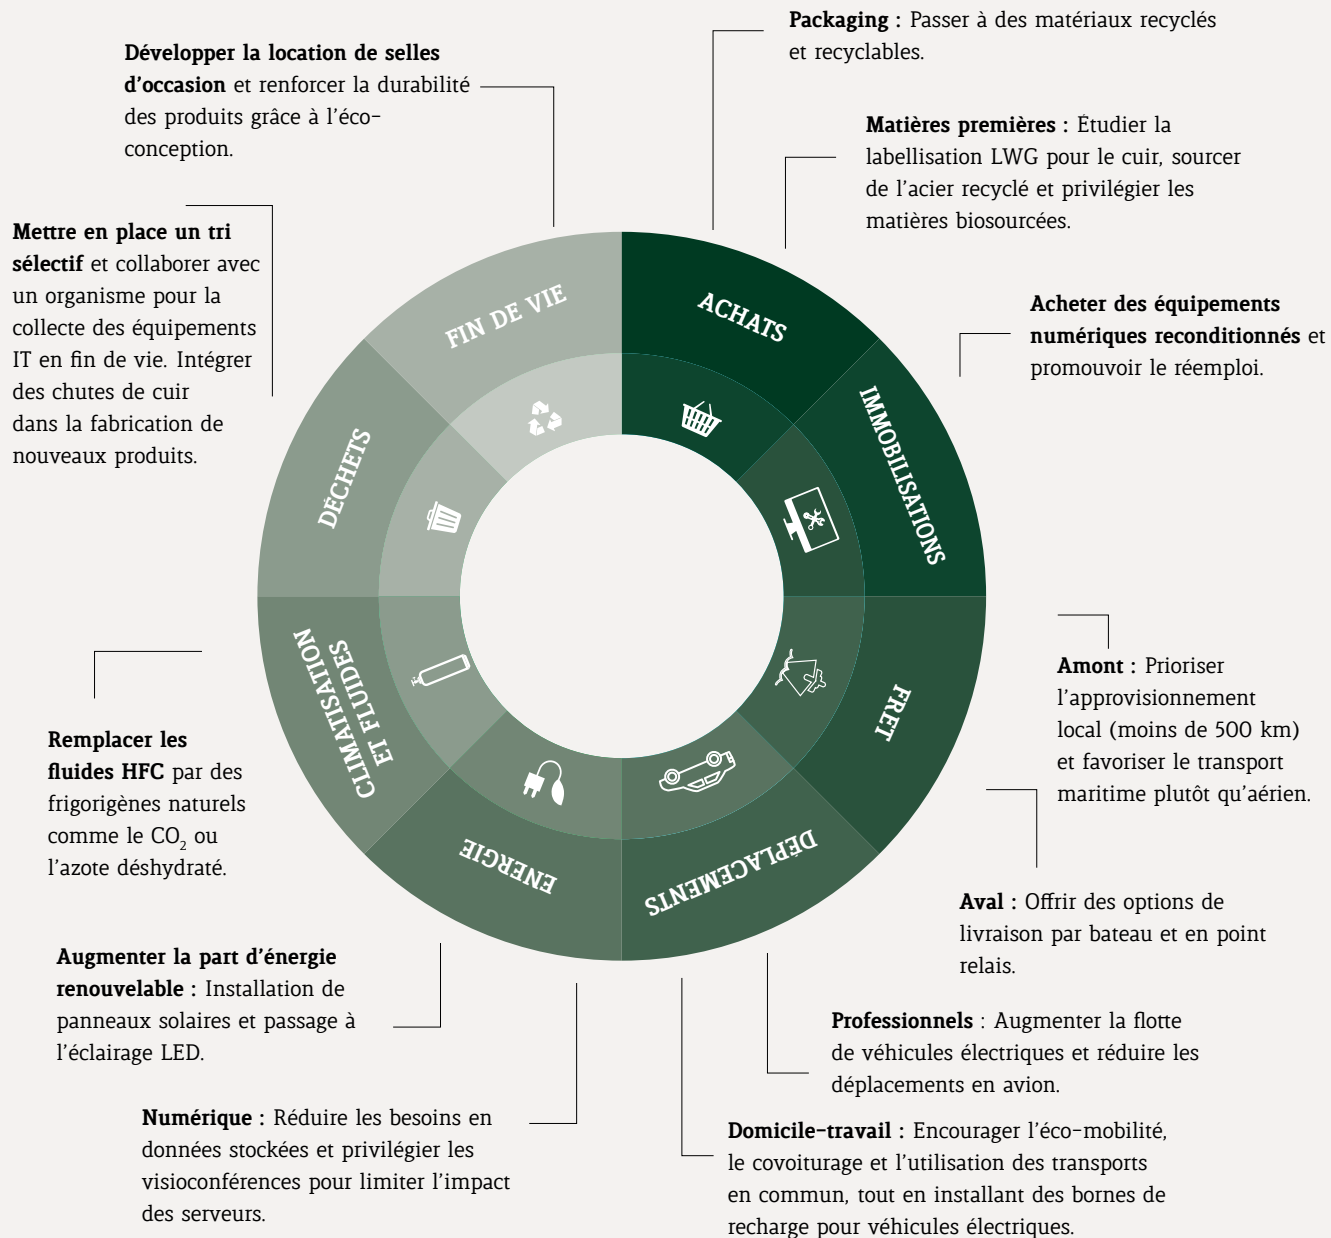 Packaging : Passer à des matériaux recyclés
et recyclables.
Développer la location de selles
d'occasion et renforcer la durabilité
des produits grâce à l'éco-
conception.
Matières premières : Étudier la
labellisation LWG pour le cuir, sourcer
de l'acier recyclé et privilégier les
matières biosourcées.
Mettre en place un tri
sélectif et collaborer avec
un organisme pour la
collecte des équipements
IT en fin de vie. Intégrer
des chutes de cuir
dans la fabrication de
nouveaux produits.
Acheter des équipements
numériques reconditionnés et
promouvoir le réemploi.
FIN DE VIE
ACHATS
IMMOBILISATIONS
DÉCHETS
CLIMATISATION
ET FLUIDES
FRET
ENERGIE
DÉPLACEMENTS
Amont : Prioriser
l'approvisionnement
local (moins de 500 km)
et favoriser le transport
maritime plutôt qu'aérien.
Remplacer les
fluides HFC par des
frigorigènes naturels
comme le CO₂ ou
l'azote déshydraté.
Aval : Offrir des options de
livraison par bateau et en point
relais.
Augmenter la part d'énergie
renouvelable : Installation de
panneaux solaires et passage à
l'éclairage LED.
Professionnels : Augmenter la flotte
de véhicules électriques et réduire les
déplacements en avion.
Numérique : Réduire les besoins en
données stockées et privilégier les
visioconférences pour limiter l'impact
des serveurs.
Domicile-travail : Encourager l'éco-mobilité,
le covoiturage et l'utilisation des transports
en commun, tout en installant des bornes de
recharge pour véhicules électriques.